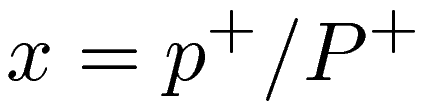 x = p⁺/P⁺